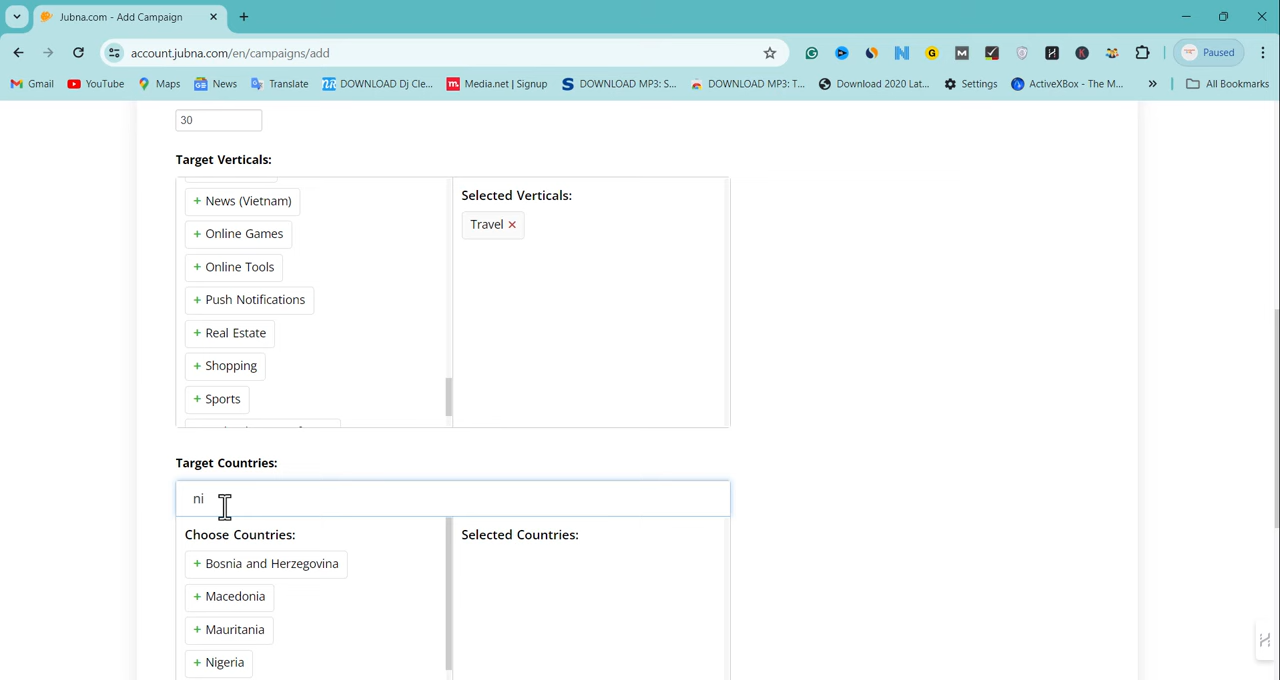 Jubna.com - Add Campaign
account.jubna.com/en/campaigns/add
Paused
Gmail
YouTube
Maps
News
Translate
DOWNLOAD Dj Cle...
Media.net | Signup
DOWNLOAD MP3: S...
DOWNLOAD MP3: T...
Download 2020 Lat...
Settings
ActiveXBox - The M...
All Bookmarks
30
Target Verticals:
+ News (Vietnam)
+ Online Games
+ Online Tools
+ Push Notifications
+ Real Estate
+ Shopping
+ Sports
Selected Verticals:
Travel ×
Target Countries:
ni
Choose Countries:
+ Bosnia and Herzegovina
+ Macedonia
+ Mauritania
+ Nigeria
Selected Countries: